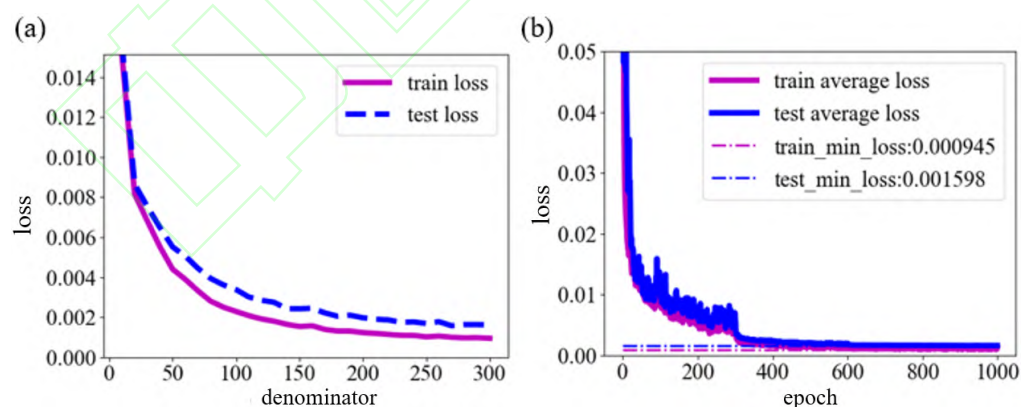 (a)
0.014
0.012
0.010
0.008
0.006
0.004
0.002
0.000
loss
train loss
test loss
0 50 100 150 200 250 300
denominator
(b)
0.05
0.04
0.03
0.02
0.01
0.00
loss
train average loss
test average loss
train_min_loss:0.000945
test_min_loss:0.001598
0 200 400 600 800 1000
epoch